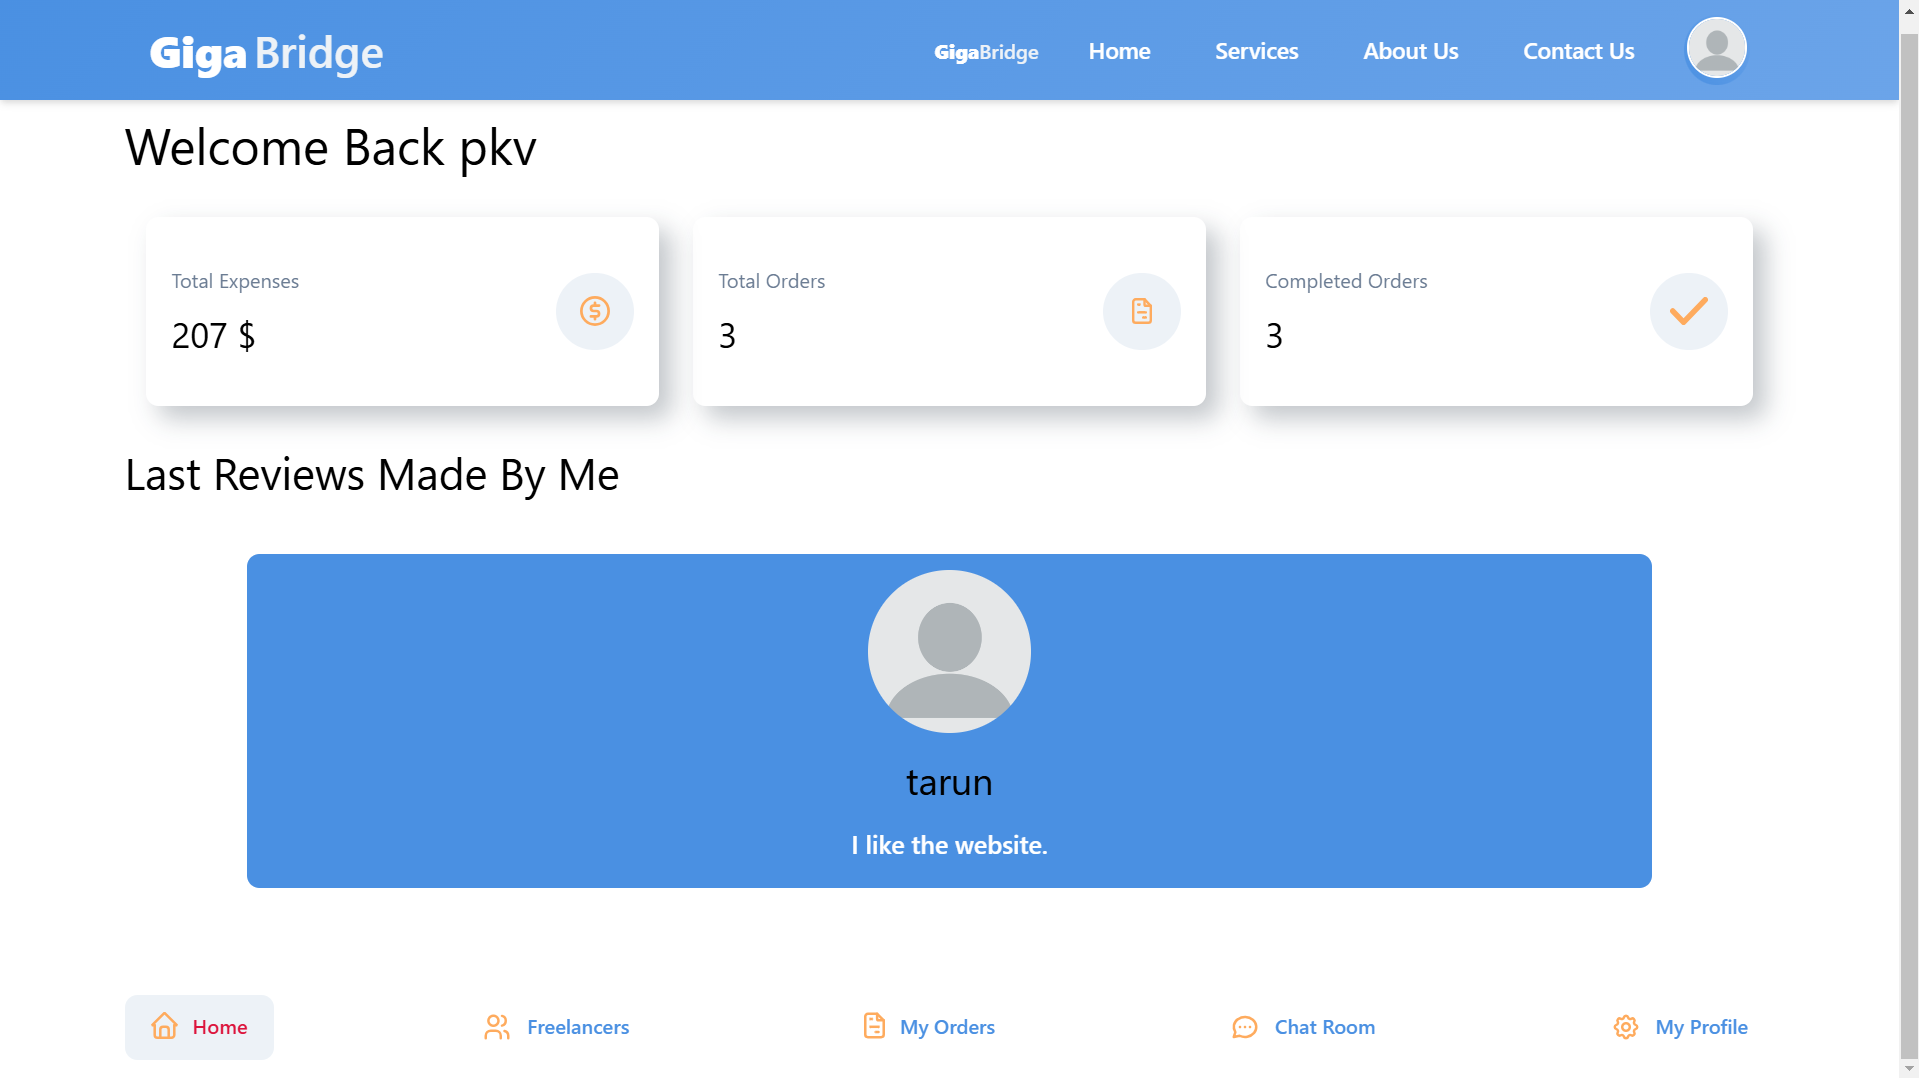 Giga Bridge
GigaBridge Home Services About Us Contact Us
Welcome Back pkv
Total Expenses
207 $
Total Orders
3
Completed Orders
3
Last Reviews Made By Me
tarun
I like the website.
Home Freelancers My Orders Chat Room My Profile